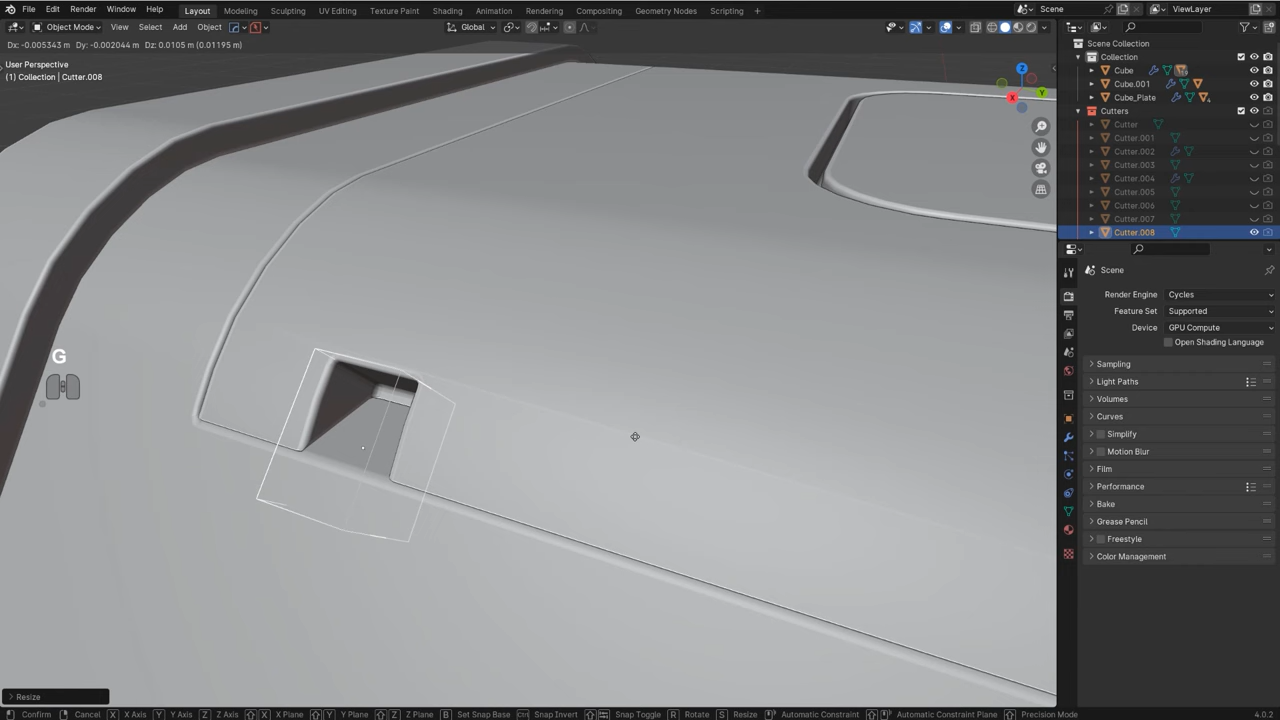 File Edit Render Window Help Layout Modeling Sculpting UV Editing Texture Paint Shading Animation Rendering Compositing Geometry Nodes Scripting Scene ViewLayer
Object Mode View Select Add Object Global
Dx: -0.005343 m Dy: -0.002044 m Dz: 0.0105 m (0.01195 m)
User Perspective
(1) Collection | Cutter.008
Z
Y
X
G
Resize
Scene Collection
Collection
Cube
Cube.001
Cube_Plate
Cutters
Cutter
Cutter.001
Cutter.002
Cutter.003
Cutter.004
Cutter.005
Cutter.006
Cutter.007
Cutter.008
Scene
Render Engine Cycles
Feature Set Supported
Device GPU Compute
Open Shading Language
Sampling
Light Paths
Volumes
Curves
Simplify
Motion Blur
Film
Performance
Bake
Grease Pencil
Freestyle
Color Management
Confirm Cancel X X Axis Y Y Axis Z Z Axis X X Plane Y Y Plane Z Z Plane B Set Snap Base Ctrl Snap Invert Snap Toggle R Rotate S Resize Automatic Constraint Automatic Constraint Plane Precision Mode 4.0.2